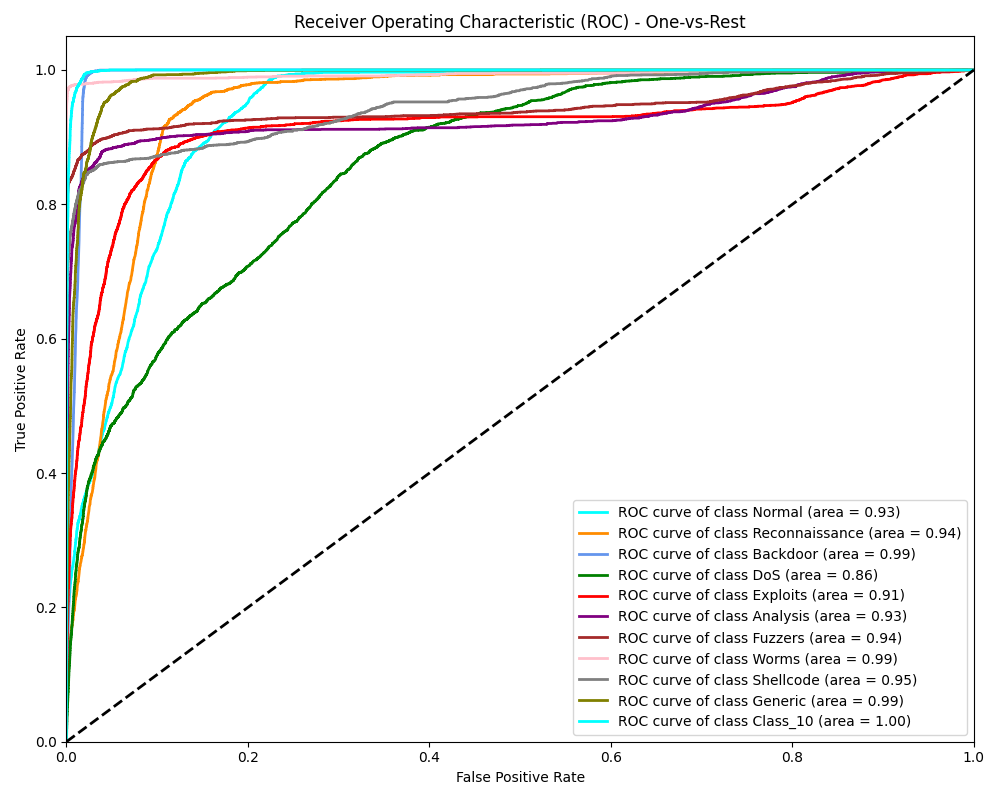 Receiver Operating Characteristic (ROC) - One-vs-Rest
True Positive Rate
1.0
0.8
0.6
0.4
0.2
0.0
ROC curve of class Normal (area = 0.93)
ROC curve of class Reconnaissance (area = 0.94)
ROC curve of class Backdoor (area = 0.99)
ROC curve of class DoS (area = 0.86)
ROC curve of class Exploits (area = 0.91)
ROC curve of class Analysis (area = 0.93)
ROC curve of class Fuzzers (area = 0.94)
ROC curve of class Worms (area = 0.99)
ROC curve of class Shellcode (area = 0.95)
ROC curve of class Generic (area = 0.99)
ROC curve of class Class_10 (area = 1.00)
0.0 0.2 0.4 0.6 0.8 1.0
False Positive Rate